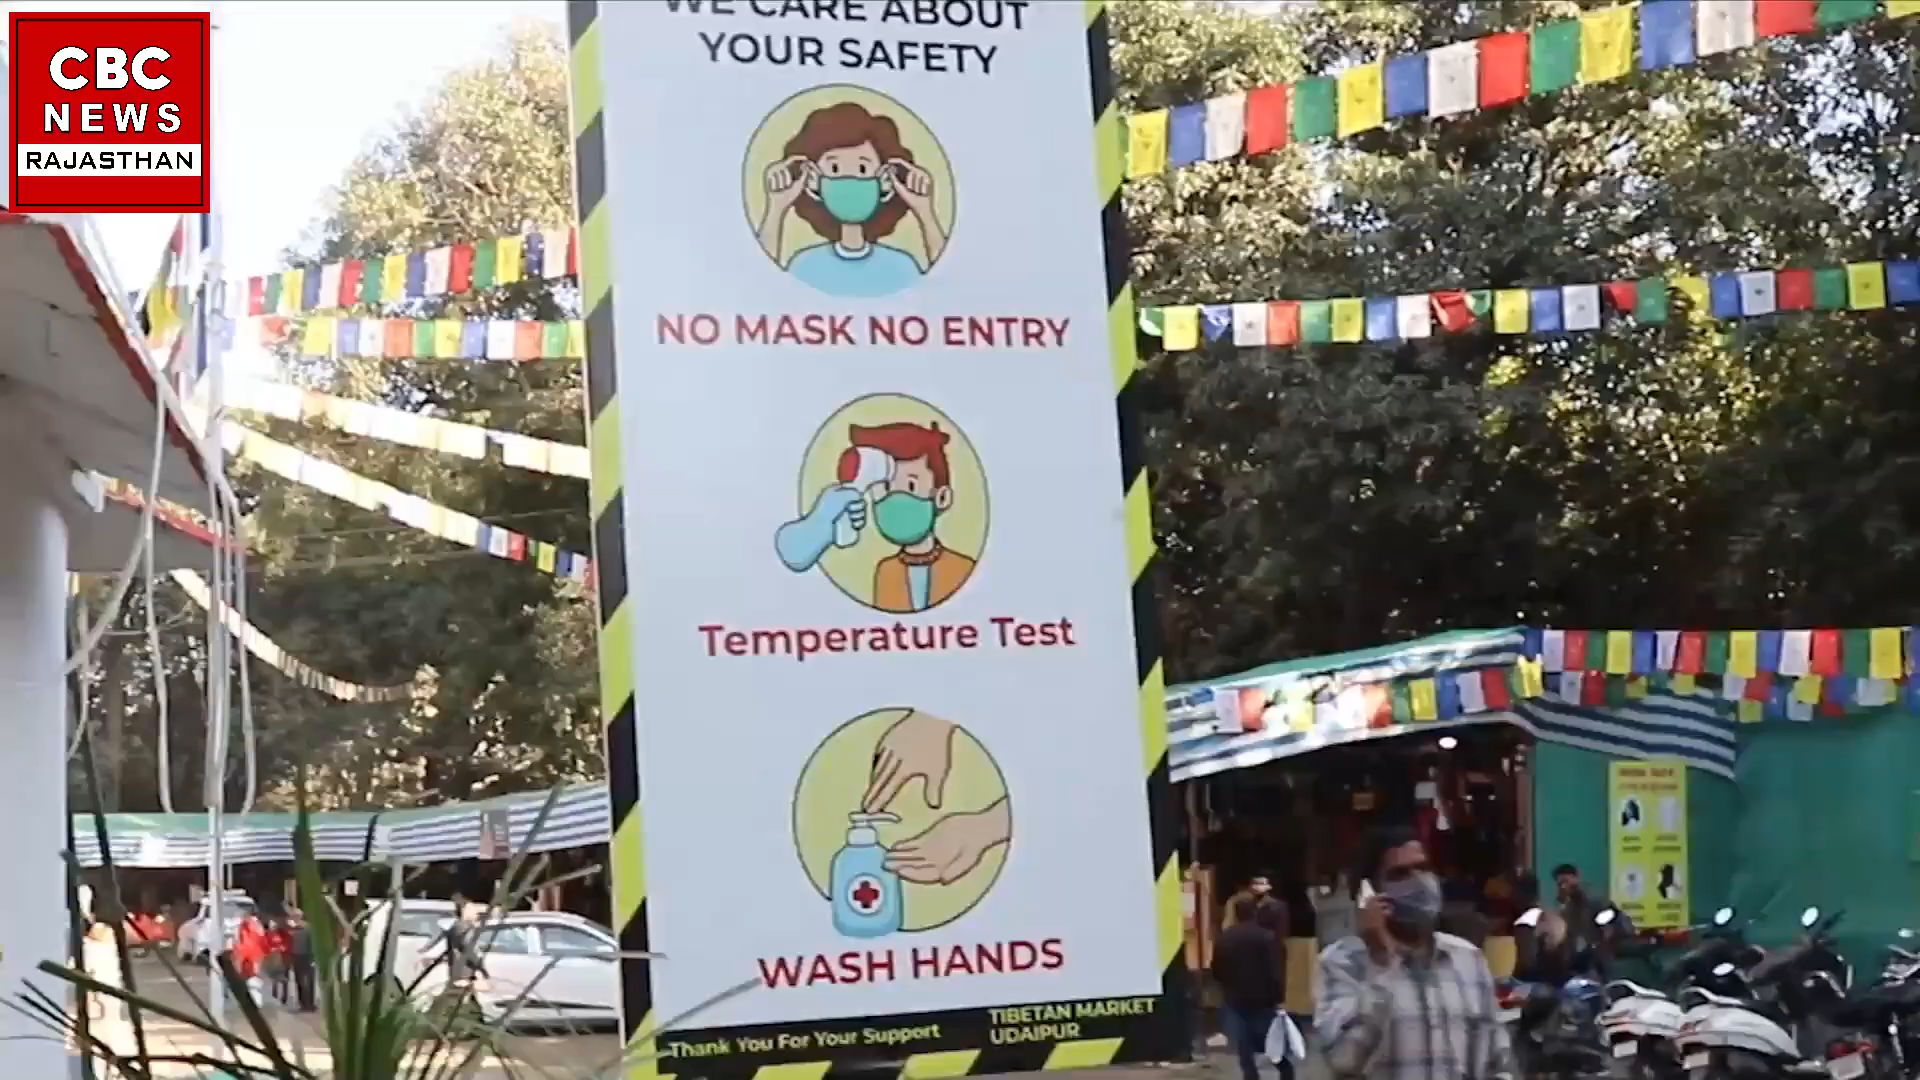 CBC
NEWS
RAJASTHAN
WE CARE ABOUT
YOUR SAFETY
NO MASK NO ENTRY
Temperature Test
WASH HANDS
Thank You For Your Support
TIBETAN MARKET
UDAIPUR